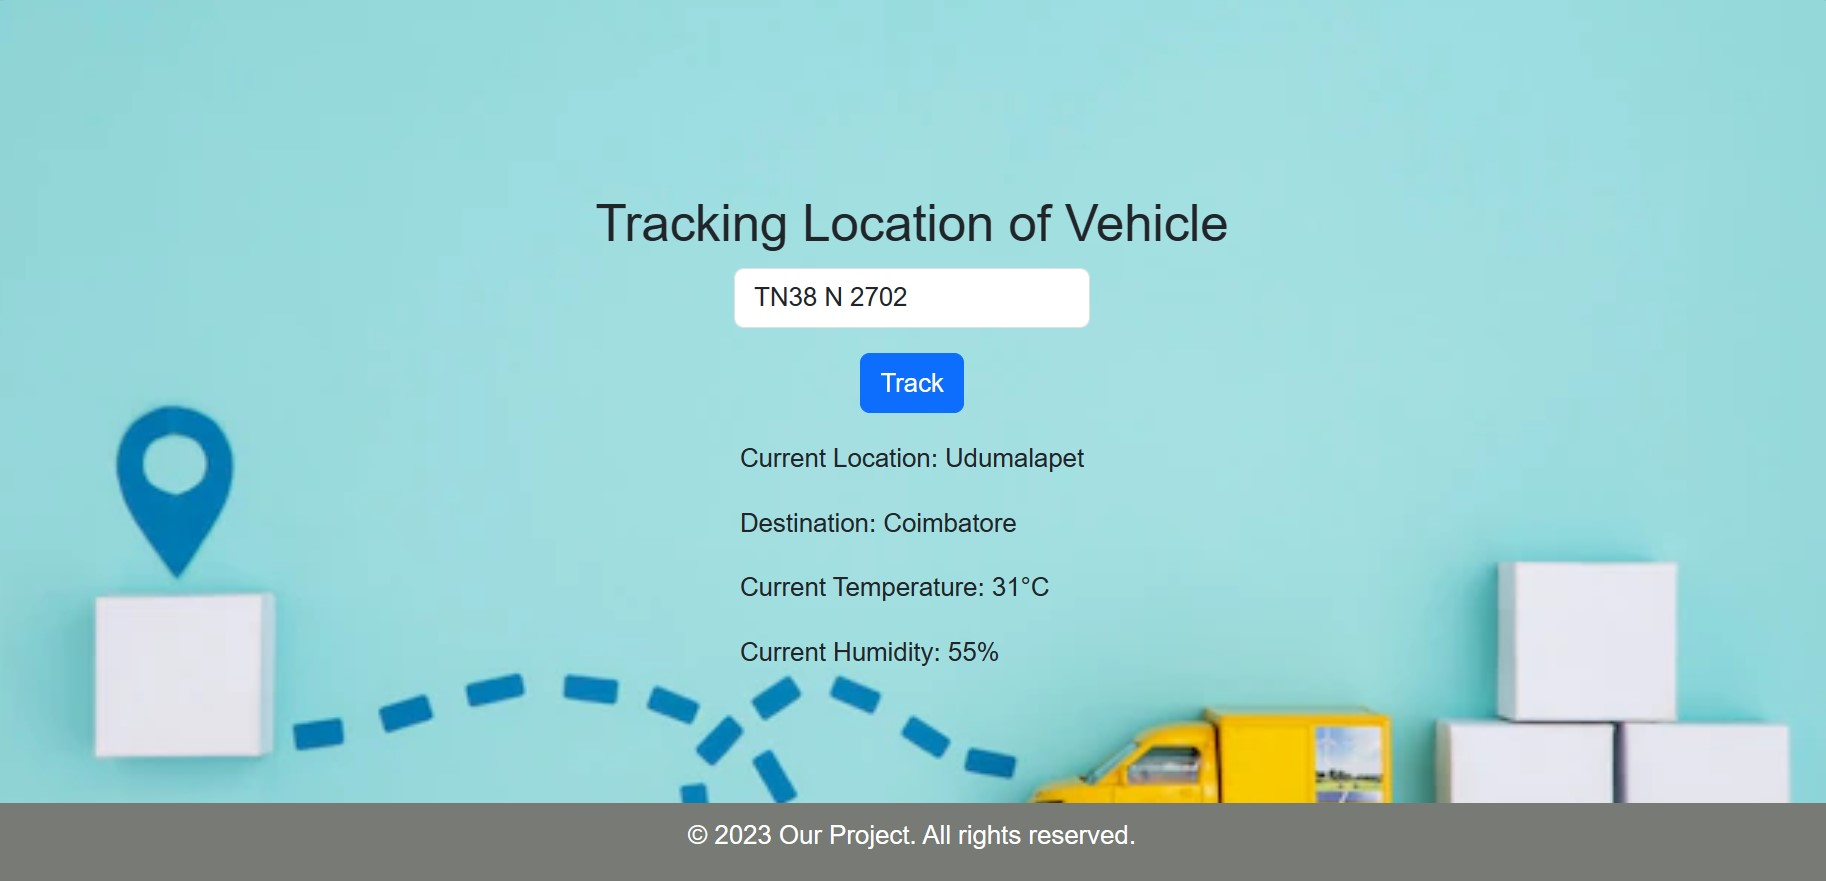 Tracking Location of Vehicle
TN38 N 2702
Track
Current Location: Udumalapet
Destination: Coimbatore
Current Temperature: 31°C
Current Humidity: 55%
© 2023 Our Project. All rights reserved.